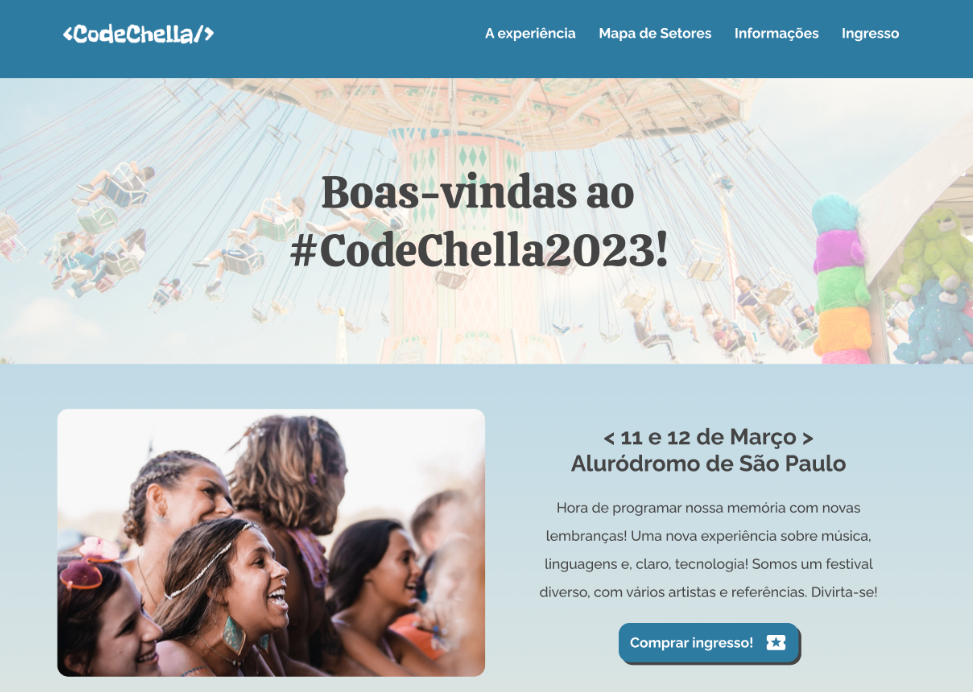 <CodeChella/>
A experiência Mapa de Setores Informações Ingresso
Boas-vindas ao
#CodeChella2023!
< 11 e 12 de Março >
Aluródromo de São Paulo
Hora de programar nossa memória com novas
lembranças! Uma nova experiência sobre música,
linguagens e, claro, tecnologia! Somos um festival
diverso, com vários artistas e referências. Divirta-se!
Comprar ingresso!